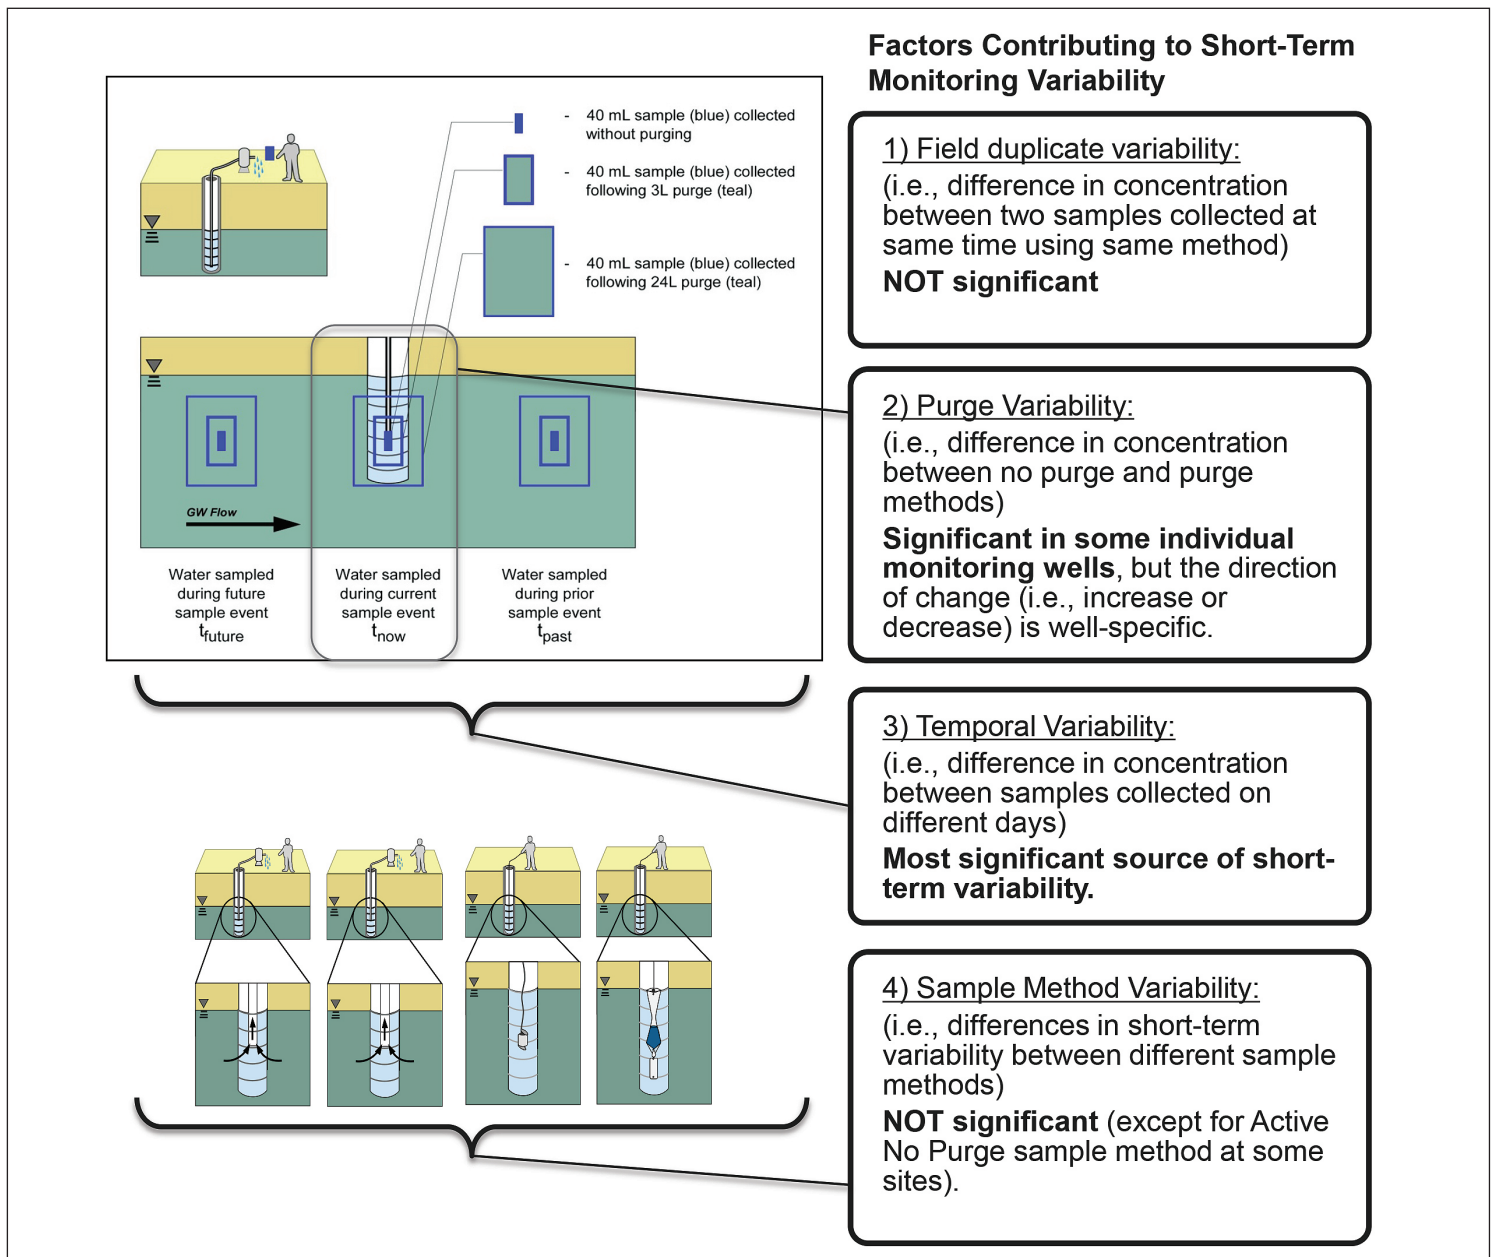 Factors Contributing to Short-Term
Monitoring Variability
- 40 mL sample (blue) collected
without purging
- 40 mL sample (blue) collected
following 3L purge (teal)
- 40 mL sample (blue) collected
following 24L purge (teal)
GW Flow
Water sampled
during future
sample event
tfuture
Water sampled
during current
sample event
tnow
Water sampled
during prior
sample event
tpast
1) Field duplicate variability:
(i.e., difference in concentration
between two samples collected at
same time using same method)
NOT significant
2) Purge Variability:
(i.e., difference in concentration
between no purge and purge
methods)
Significant in some individual
monitoring wells, but the direction
of change (i.e., increase or
decrease) is well-specific.
3) Temporal Variability:
(i.e., difference in concentration
between samples collected on
different days)
Most significant source of short-
term variability.
4) Sample Method Variability:
(i.e., differences in short-term
variability between different sample
methods)
NOT significant (except for Active
No Purge sample method at some
sites).